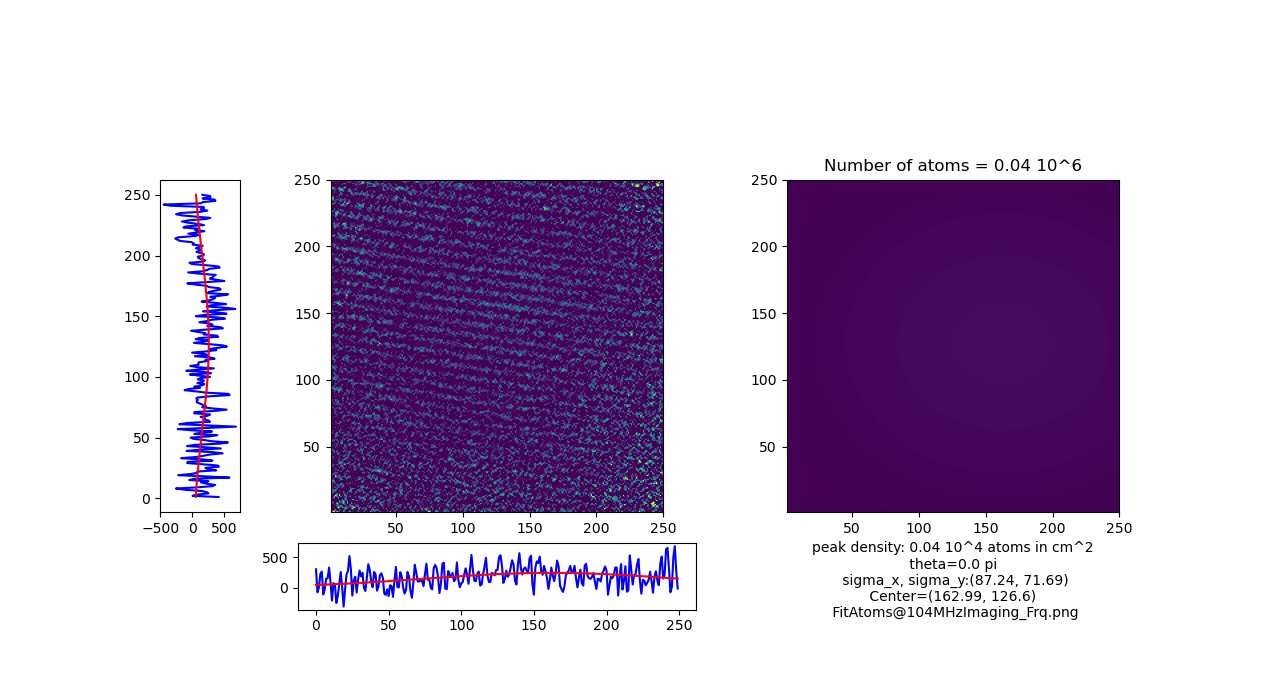 Number of atoms = 0.04 10^6
250
200
150
100
50
0
−500 0 500
250
200
150
100
50
50 100 150 200 250
250
200
150
100
50
50 100 150 200 250
500
0
0 50 100 150 200 250
peak density: 0.04 10^4 atoms in cm^2
theta=0.0 pi
sigma_x, sigma_y:(87.24, 71.69)
Center=(162.99, 126.6)
FitAtoms@104MHzImaging_Frq.png